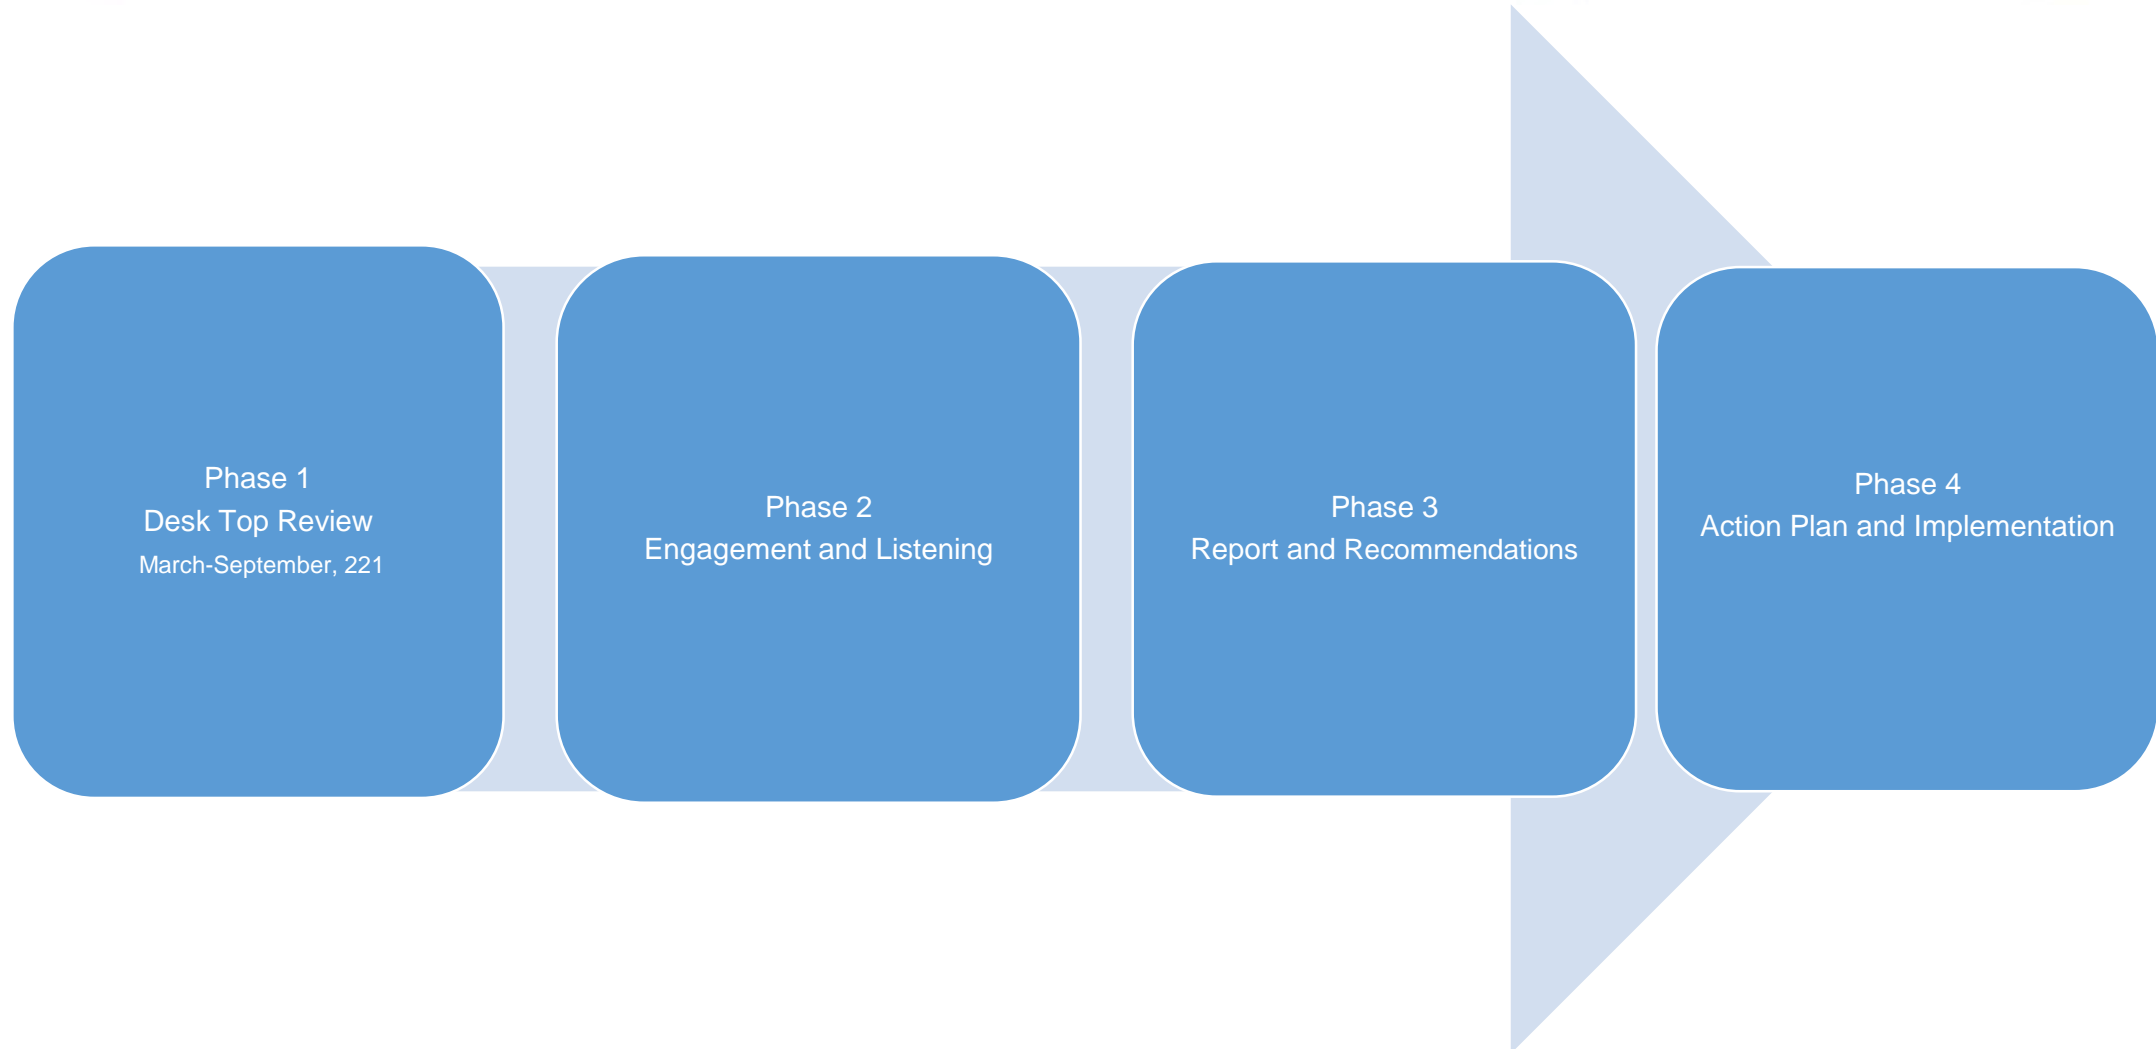 Phase 1
Desk Top Review
March-September, 221
Phase 2
Engagement and Listening
Phase 3
Report and Recommendations
Phase 4
Action Plan and Implementation